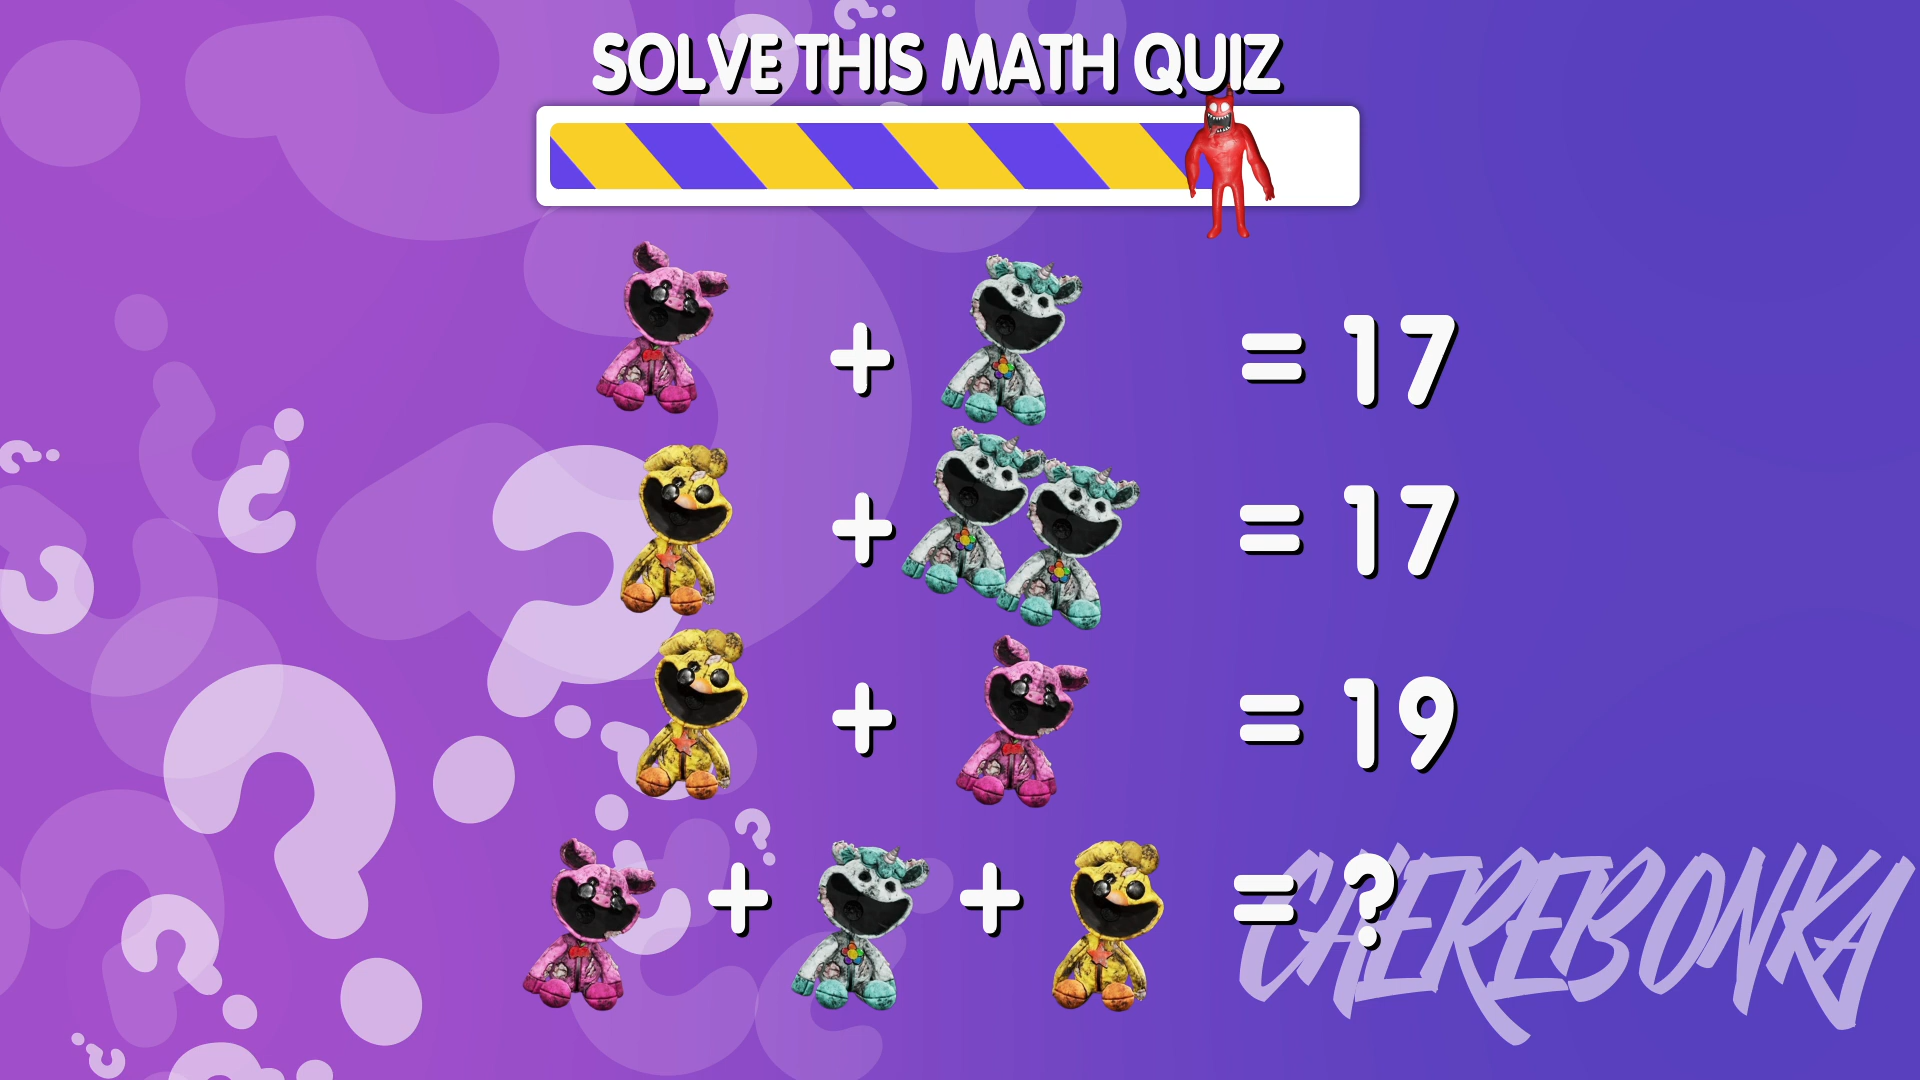 SOLVE THIS MATH QUIZ
+ = 17
+ = 17
+ = 19
+ + = ?
CHEREBONKA